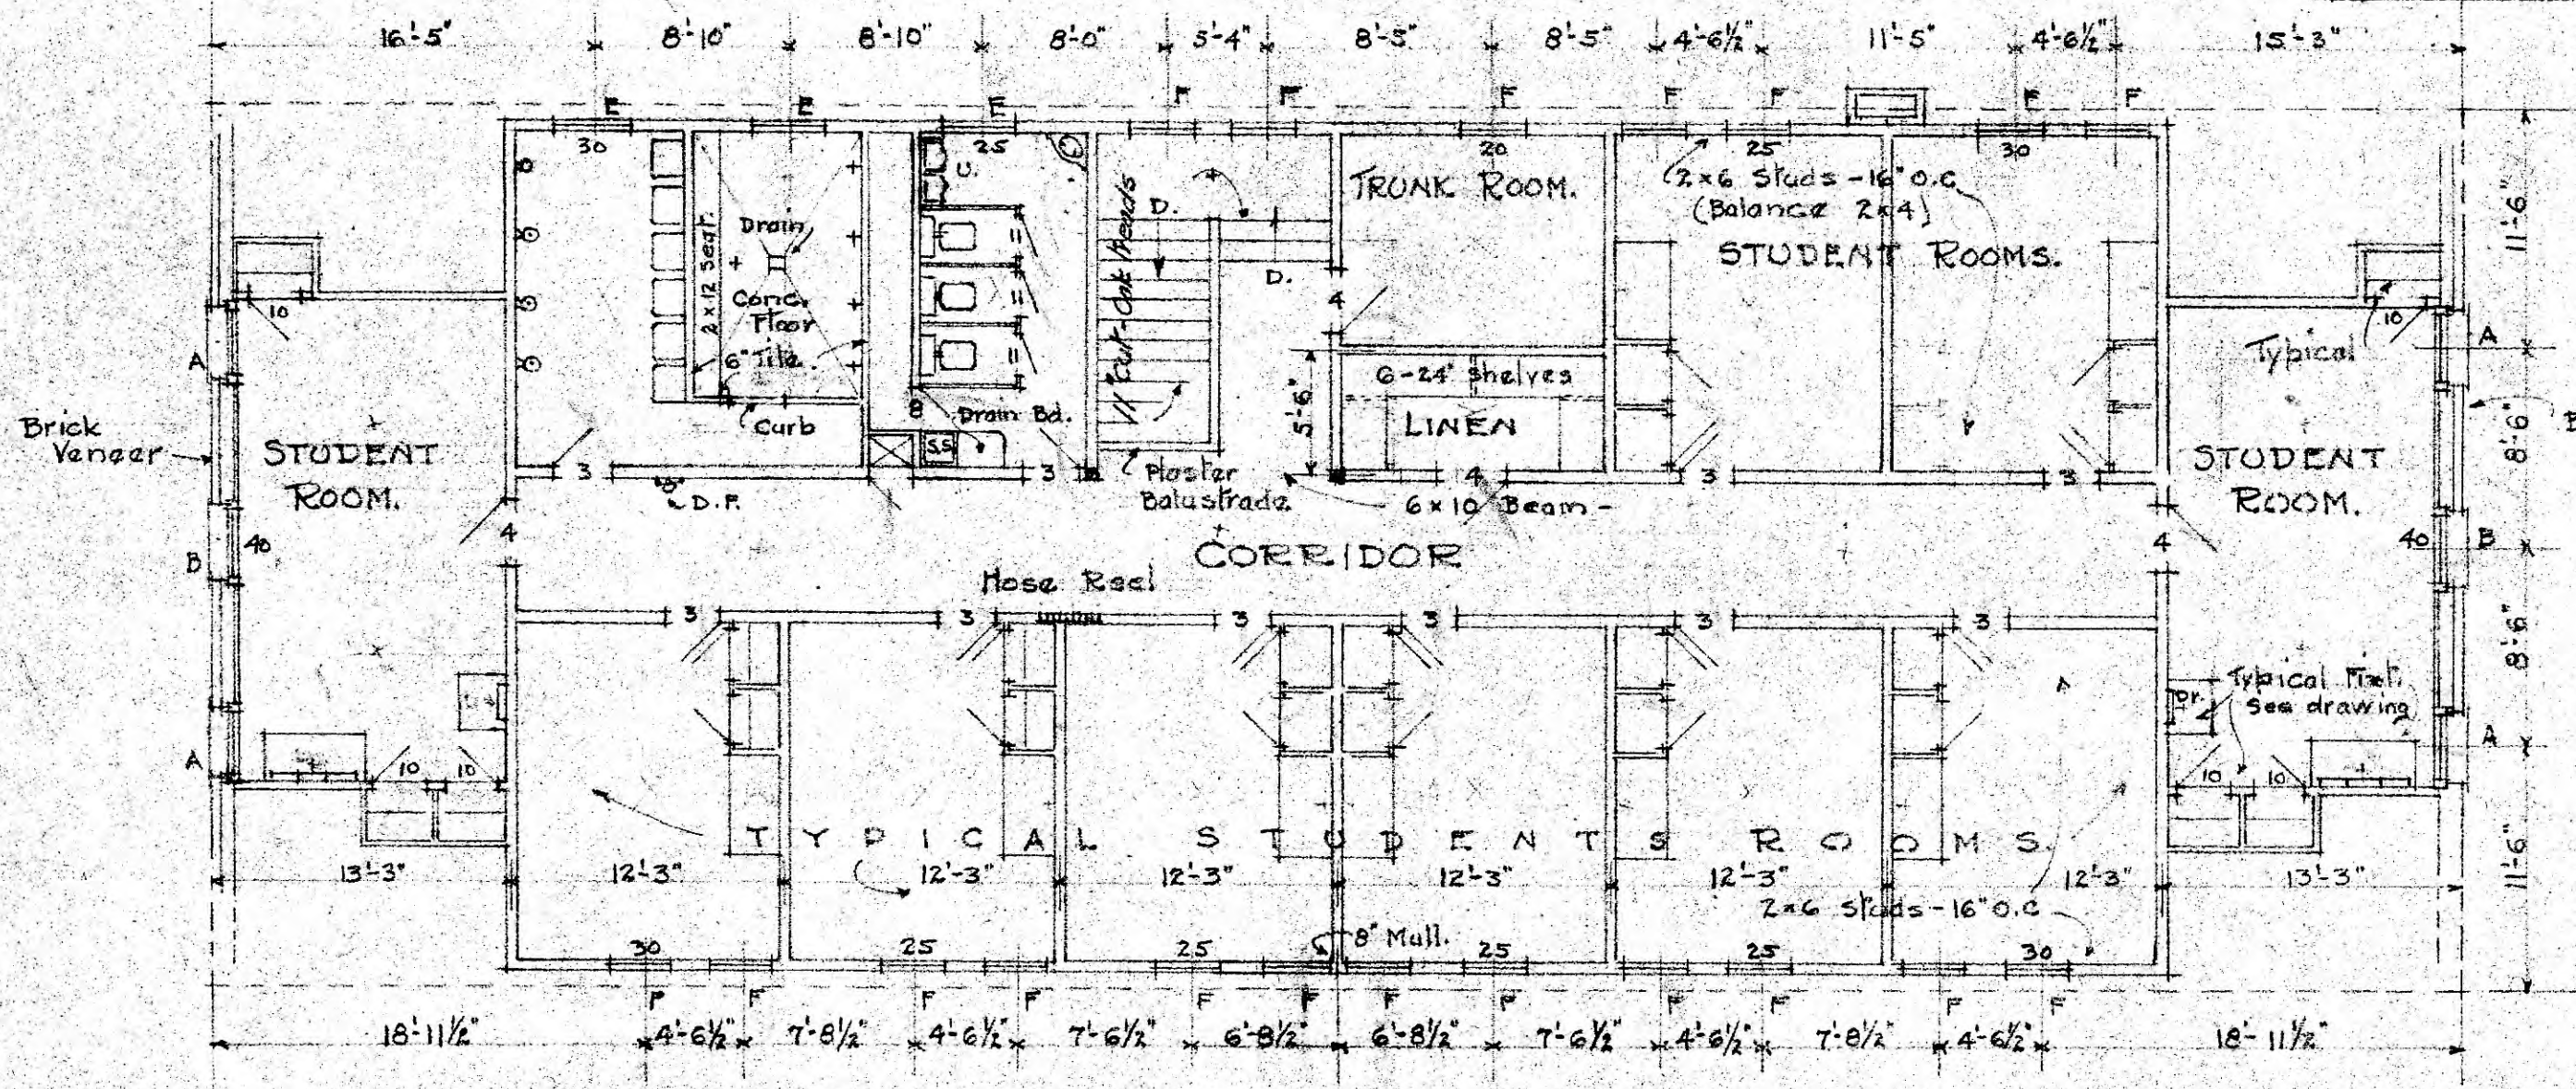 16'-5" 8'-10" 8'-10" 8'-0" 5'-4" 8'-5" 8'-5" 4'-6½" 11'-5" 4'-6½" 15'-3"
E E F F F F F F F F
30 25 20 25 30
U.
TRUNK ROOM.
2x6 Studs -16" O.C.
(Balance 2x4)
STUDENT ROOMS.
D.
D.
11" Cut-Oak Treads
Drain
2 x 12 Seat.
Conc.
Floor
6" Tile.
Curb
8
Drain Bd.
S.S.
4
6-24" Shelves
LINEN
5'-6"
10
A
Brick
Veneer
STUDENT
ROOM.
40
B
A
3
"8"
D.F.
3
Plaster
Balustrade.
4
6 x 10 Beam -
3
3
4
CORRIDOR
Hose Reel
4
Typical
10
A
STUDENT
ROOM.
40
B
A
11'-6"
8'-6"
8'-6"
11'-6"
3 3 3 3 3 3
Dr.
Typical Fixt.
See drawing
10 10
10 10
TYPICAL STUDENTS ROOMS.
13'-3" 12'-3" 12'-3" 12'-3" 12'-3" 12'-3" 12'-3" 13'-3"
2x6 Studs -16" O.C
8" Mull.
30 25 25 25 25 30
F F F F F F F F F F F F
18'-11½" 4'-6½" 7'-8½" 4'-6½" 7'-6½" 6'-8½" 6'-8½" 7'-6½" 4'-6½" 7'-8½" 4'-6½" 18'-11½"